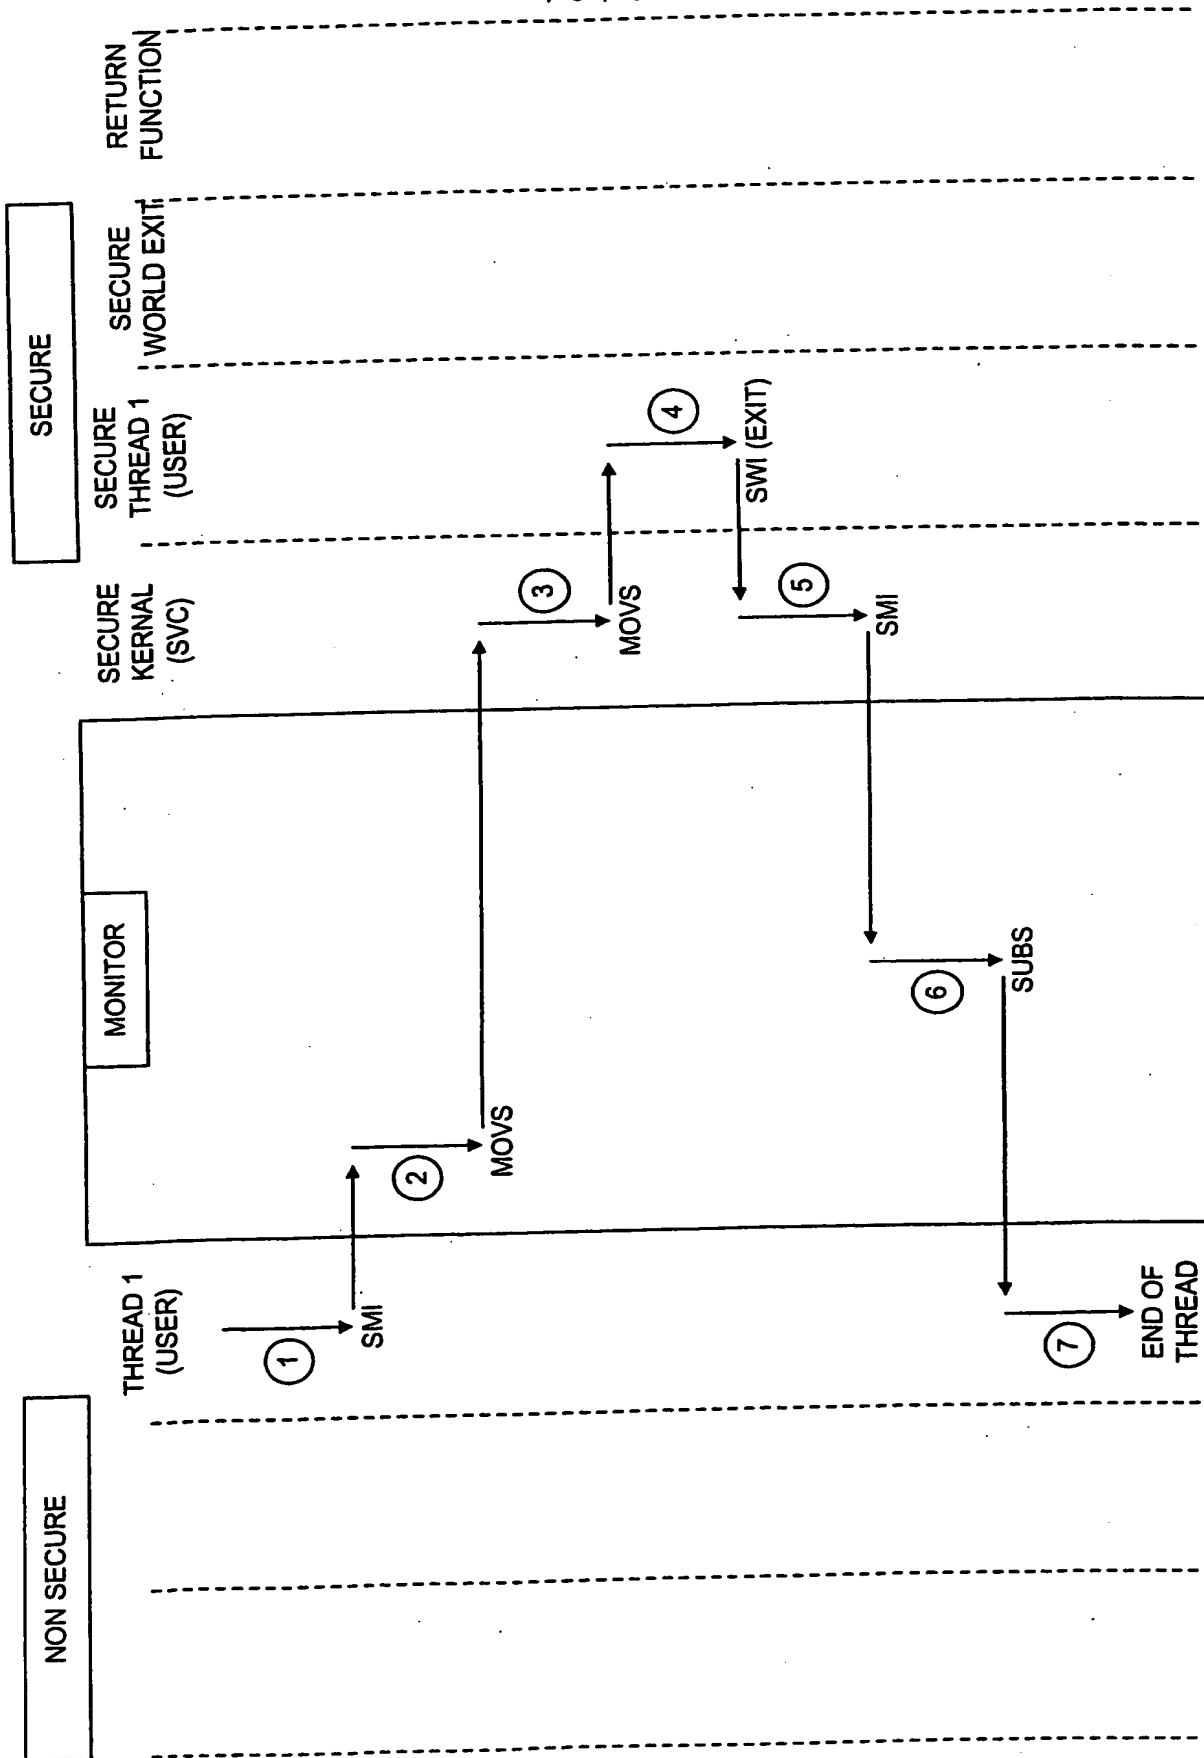 NON SECURE
MONITOR
SECURE
THREAD 1
(USER)
SECURE
KERNAL
(SVC)
SECURE
THREAD 1
(USER)
SECURE
WORLD EXIT
RETURN
FUNCTION
1
SMI
2
MOVS
3
MOVS
4
SWI (EXIT)
5
SMI
6
SUBS
7
END OF
THREAD